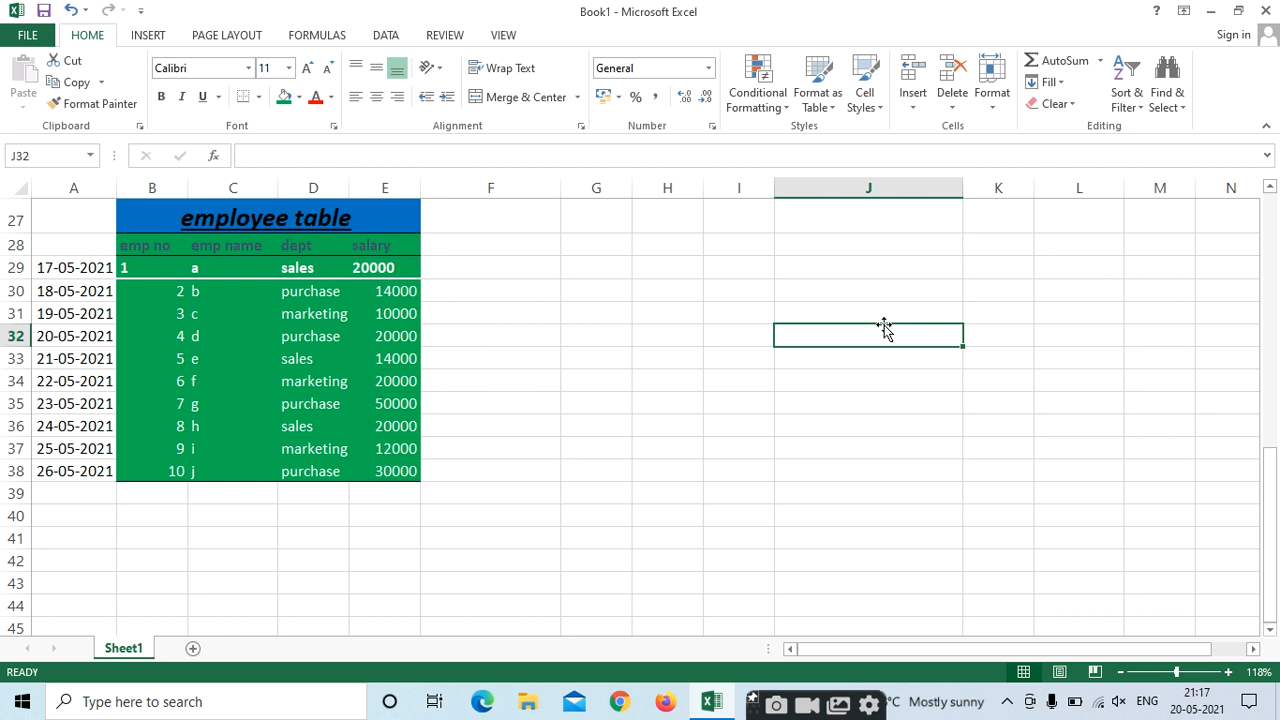 Book1 - Microsoft Excel
?
FILE HOME INSERT PAGE LAYOUT FORMULAS DATA REVIEW VIEW Sign in
Paste
Cut
Copy
Format Painter
Clipboard
Calibri 11
B I U
Font
Wrap Text
Merge & Center
Alignment
General
%
Number
Conditional Formatting
Format as Table
Cell Styles
Styles
Insert
Delete
Format
Cells
AutoSum
Fill
Clear
Sort & Filter
Find & Select
Editing
J32 fx
A B C D E F G H I J K L M N
27 employee table
28 emp no emp name dept salary
29 17-05-2021 1 a sales 20000
30 18-05-2021 2 b purchase 14000
31 19-05-2021 3 c marketing 10000
32 20-05-2021 4 d purchase 20000
33 21-05-2021 5 e sales 14000
34 22-05-2021 6 f marketing 20000
35 23-05-2021 7 g purchase 50000
36 24-05-2021 8 h sales 20000
37 25-05-2021 9 i marketing 12000
38 26-05-2021 10 j purchase 30000
39
40
41
42
43
44
45
Sheet1
READY 118%
Type here to search
C Mostly sunny
ENG
21:17
20-05-2021